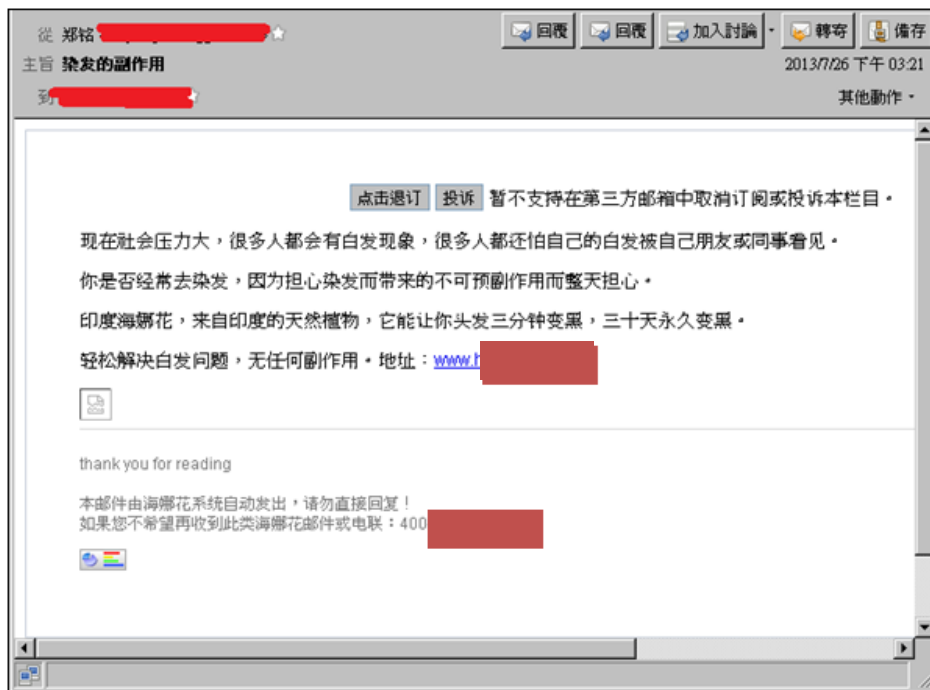 從 郑铭
回覆 回覆 加入討論 轉寄 備存
主旨 染发的副作用
2013/7/26 下午 03:21
到
其他動作
点击退订 投诉 暂不支持在第三方邮箱中取消订阅或投诉本栏目。
现在社会压力大，很多人都会有白发现象，很多人都还怕自己的白发被自己朋友或同事看见。
你是否经常去染发，因为担心染发而带来的不可预副作用而整天担心。
印度海娜花，来自印度的天然植物，它能让你头发三分钟变黑，三十天永久变黑。
轻松解决白发问题，无任何副作用。地址：www.h
thank you for reading
本邮件由海娜花系统自动发出，请勿直接回复！
如果您不希望再收到此类海娜花邮件或电联：400